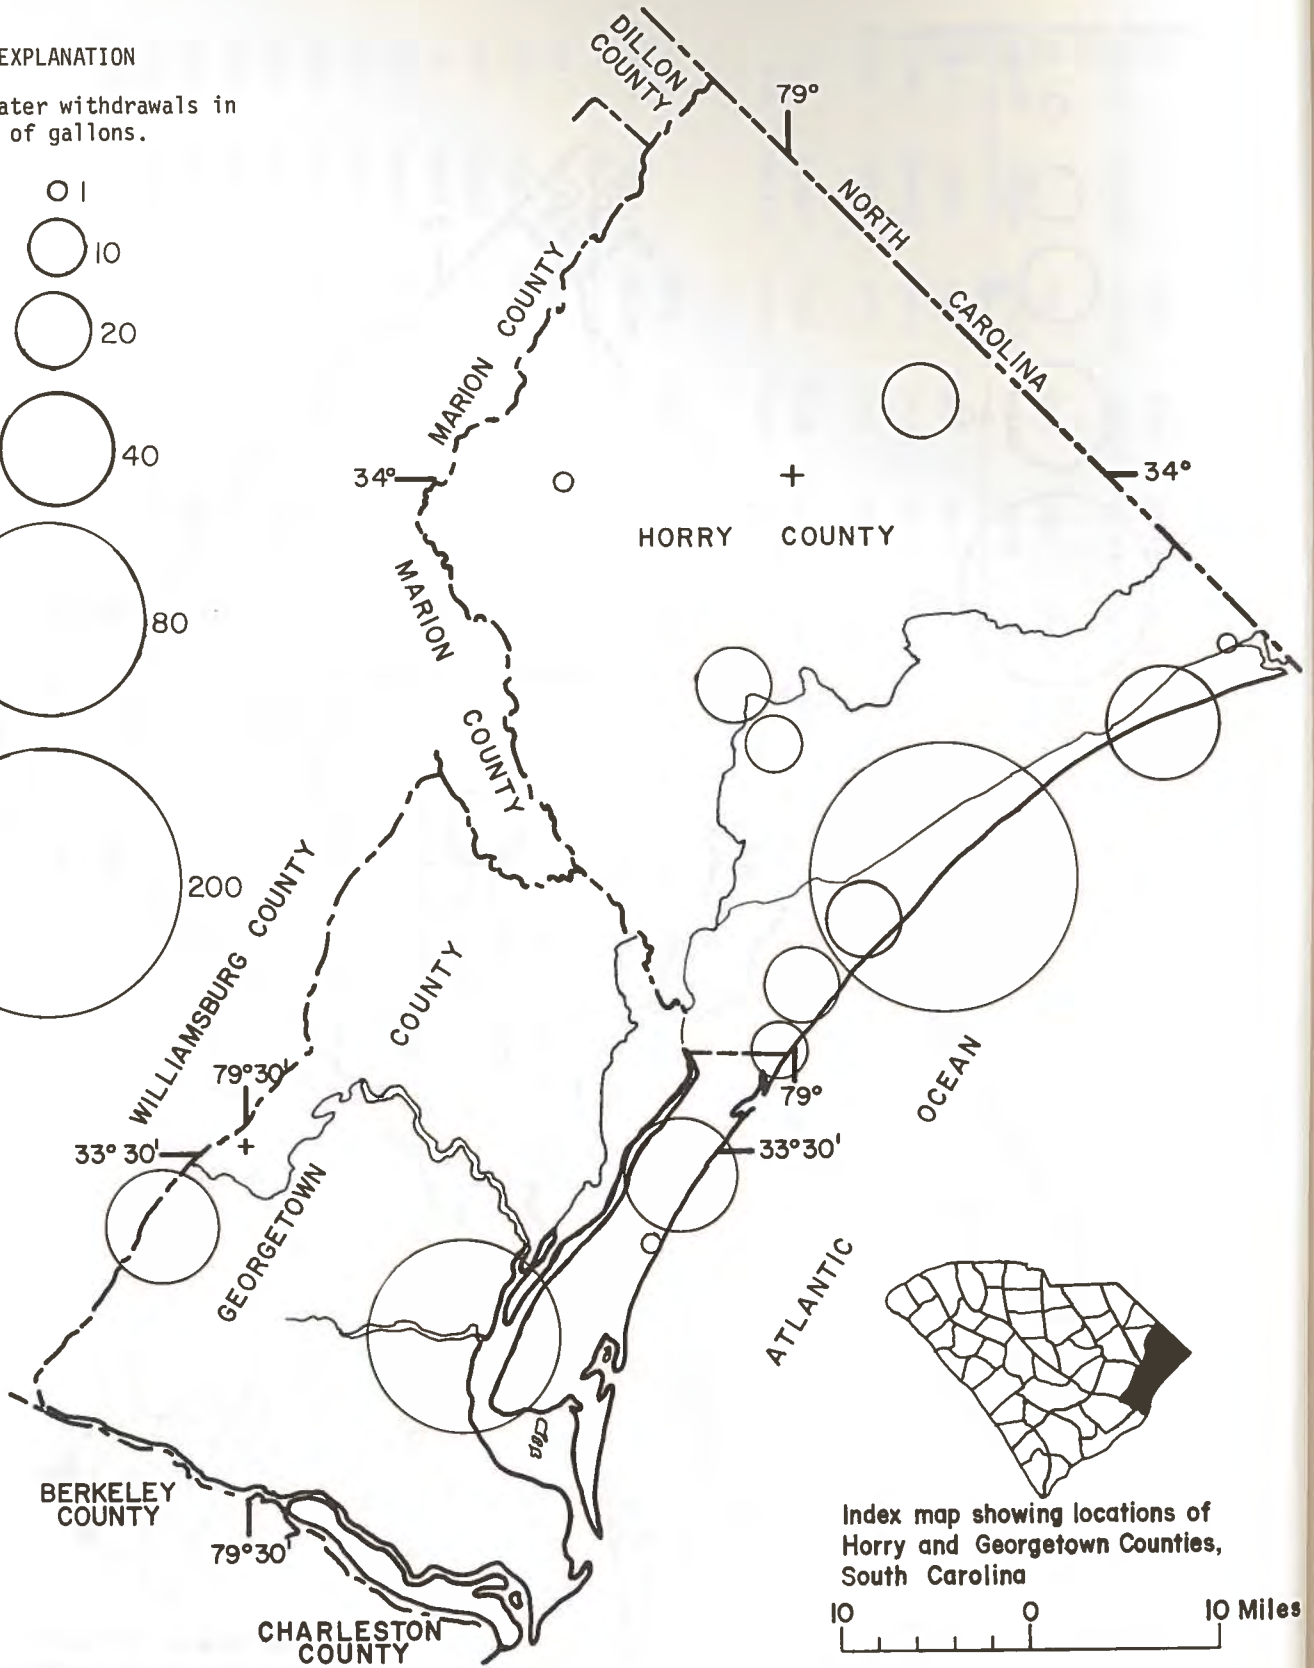 EXPLANATION
ater withdrawals in
of gallons.
1
10
20
40
80
200
DILLON
COUNTY
79°
NORTH
CAROLINA
MARION COUNTY
34°
34°
HORRY COUNTY
MARION
COUNTY
WILLIAMSBURG COUNTY
COUNTY
GEORGETOWN
79°30'
33°30'
79°
33°30'
OCEAN
ATLANTIC
BERKELEY
COUNTY
79°30'
CHARLESTON
COUNTY
Index map showing locations of
Horry and Georgetown Counties,
South Carolina
10 0 10 Miles